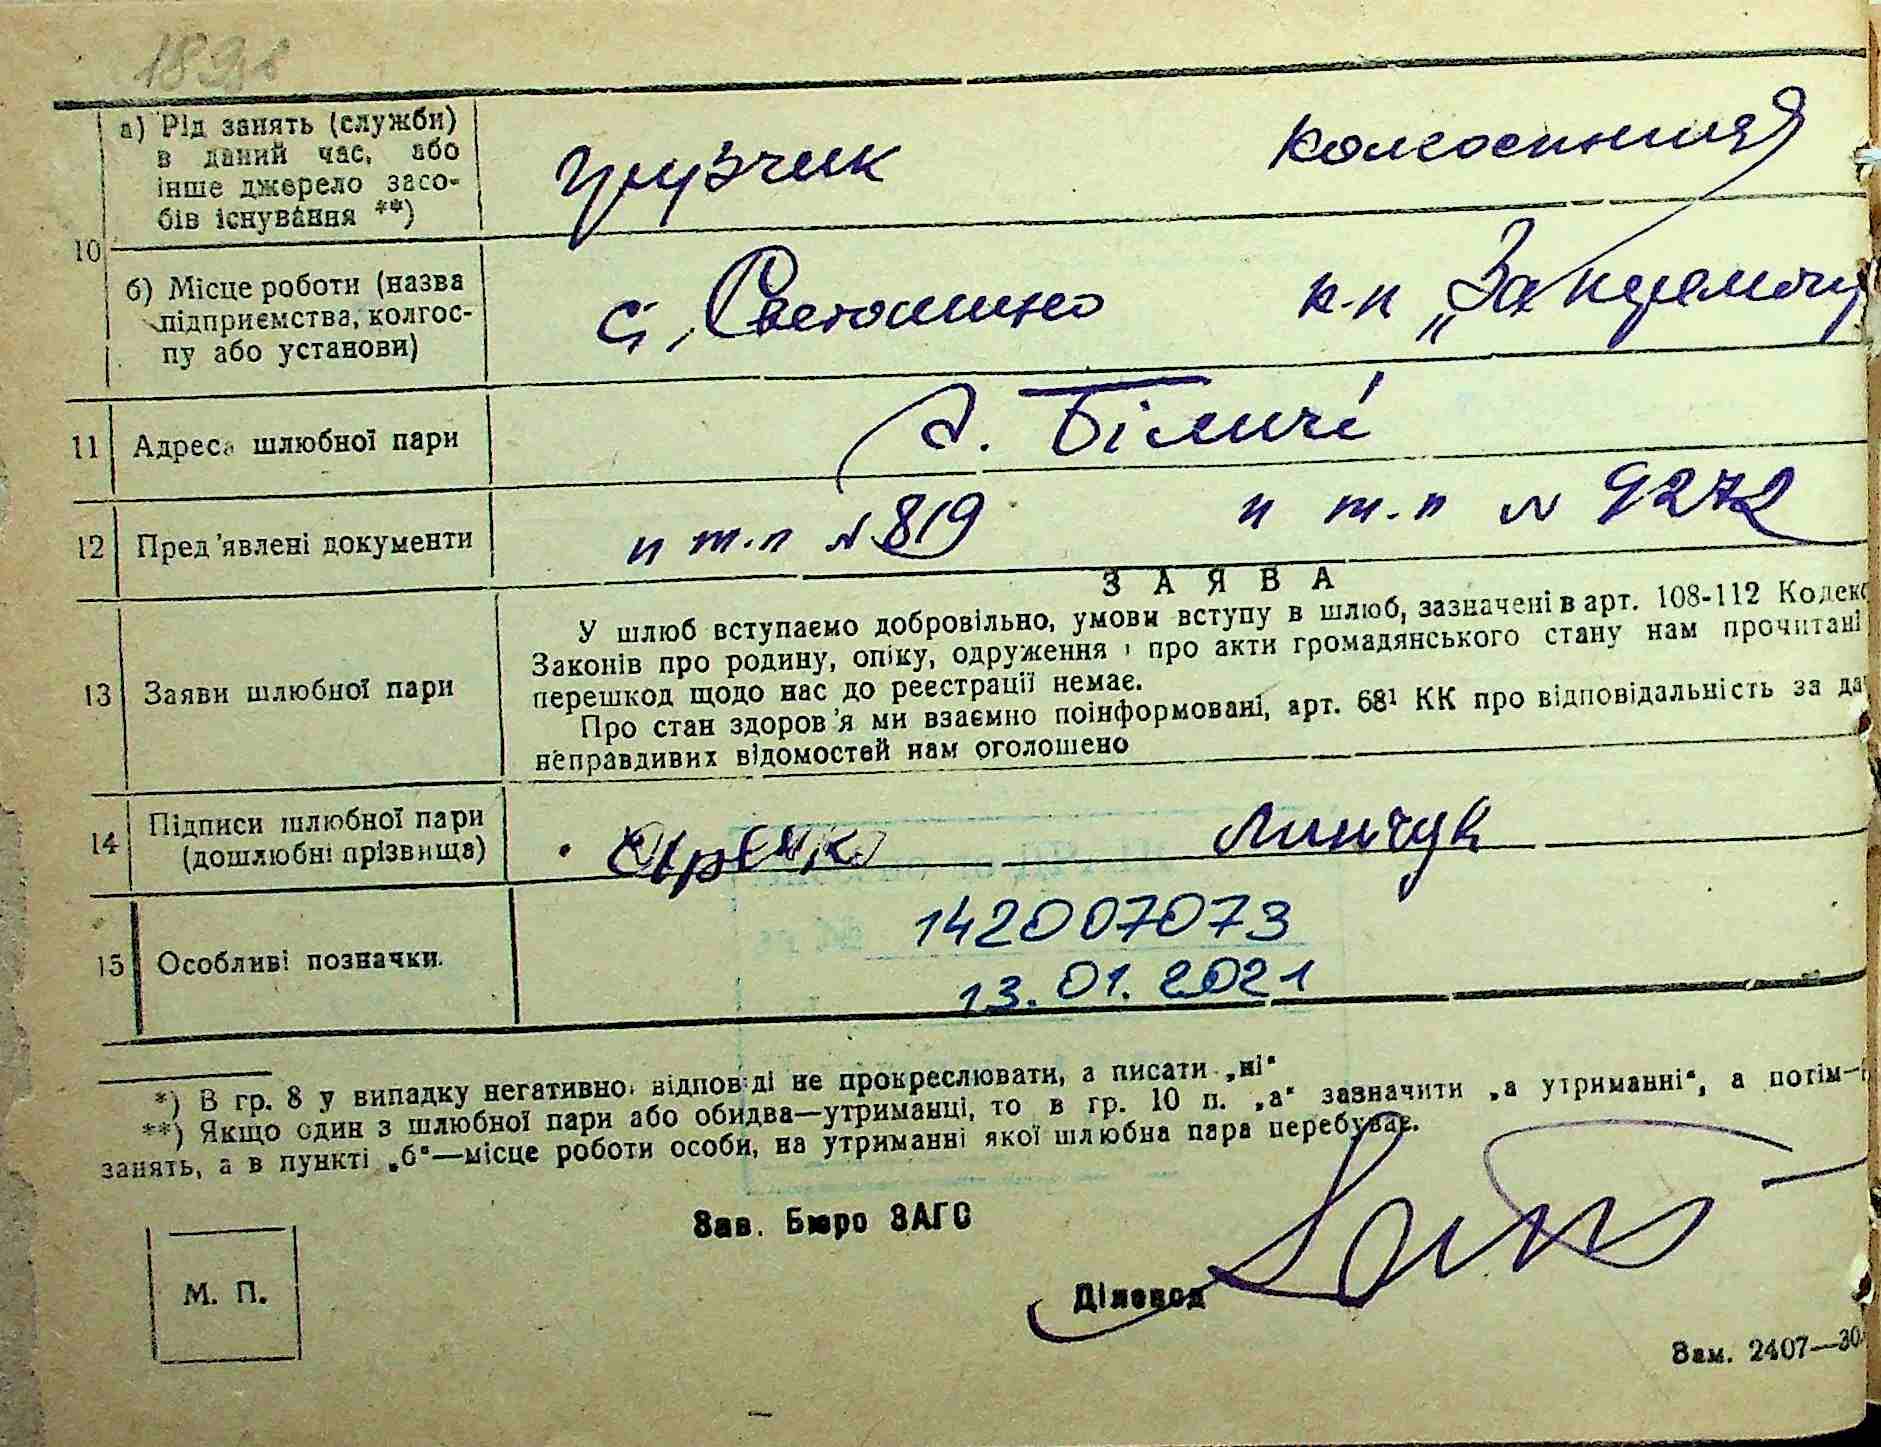 а) Рід занять (служби)
в даний час, або
інше джерело засо-
бів існування **)
грузчик
колгоспниця
10
б) Місце роботи (назва
підприємства, колгос-
пу або установи)
Светошино
к-п „За перемогу
11 Адреса шлюбної пари
с. Біличі
12 Пред'явлені документи
п т.п № 819
п т.п № 9272
ЗАЯВА
13 Заяви шлюбної пари
У шлюб вступаємо добровільно, умови вступу в шлюб, зазначені в арт. 108-112 Кодекс
Законів про родину, опіку, одруження і про акти громадянського стану нам прочитані
перешкод щодо нас до реєстрації немає.
Про стан здоров'я ми взаємно поінформовані, арт. 68¹ КК про відповідальність за да
неправдивих відомостей нам оголошено
14 Підписи шлюбної пари
(дошлюбні прізвища)
Линчук
15 Особливі позначки.
142007073
13.01.2021
*) В гр. 8 у випадку негативної відповіді не прокреслювати, а писати „ні"
**) Якщо один з шлюбної пари або обидва—утриманці, то в гр. 10 п. „а" зазначити „а утриманні", а потім—
занять, а в пункті „б"—місце роботи особи, на утриманні якої шлюбна пара перебуває.
Зав. Бюро ЗАГС
М. П.
Діловод
Зам. 2407—30